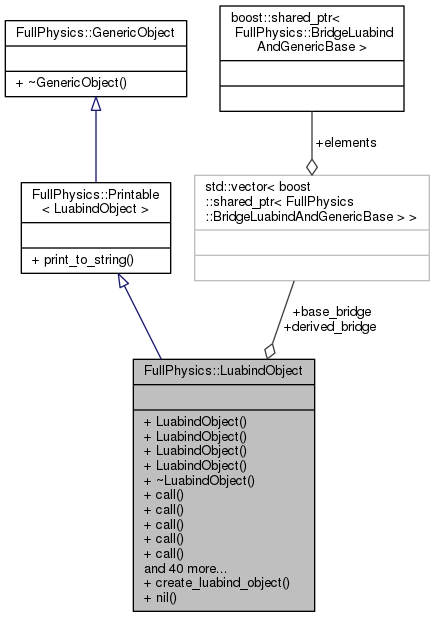 FullPhysics::GenericObject
+ ~GenericObject()
boost::shared_ptr<
FullPhysics::BridgeLuabind
AndGenericBase >
+elements
FullPhysics::Printable
< LuabindObject >
+ print_to_string()
std::vector< boost
::shared_ptr< FullPhysics
::BridgeLuabindAndGenericBase > >
+base_bridge
+derived_bridge
FullPhysics::LuabindObject
+ LuabindObject()
+ LuabindObject()
+ LuabindObject()
+ LuabindObject()
+ ~LuabindObject()
+ call()
+ call()
+ call()
+ call()
+ call()
and 40 more...
+ create_luabind_object()
+ nil()